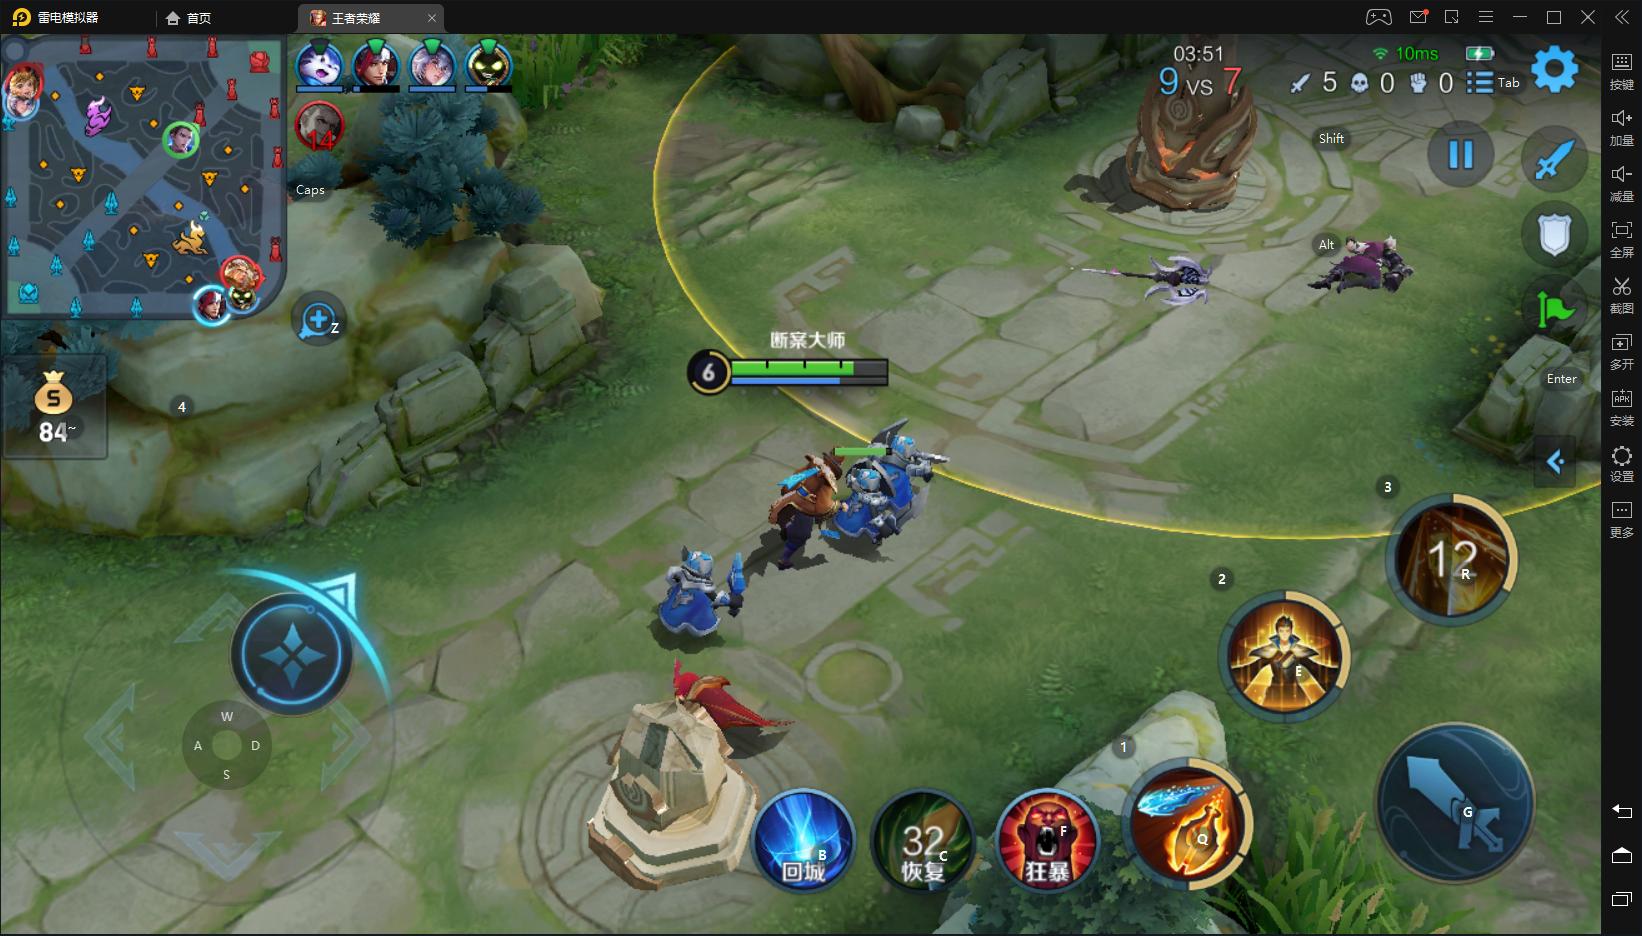 雷电模拟器
首页
王者荣耀
×
03:51
10ms
9 VS 7
5
0
0
Tab
14
Caps
Shift
Alt
Enter
Z
S
84~
4
断案大师
6
3
12
R
2
E
1
Q
G
W
A
D
S
回城
B
32
恢复
C
狂暴
F
按键
加量
减量
全屏
截图
多开
APK
安装
设置
更多